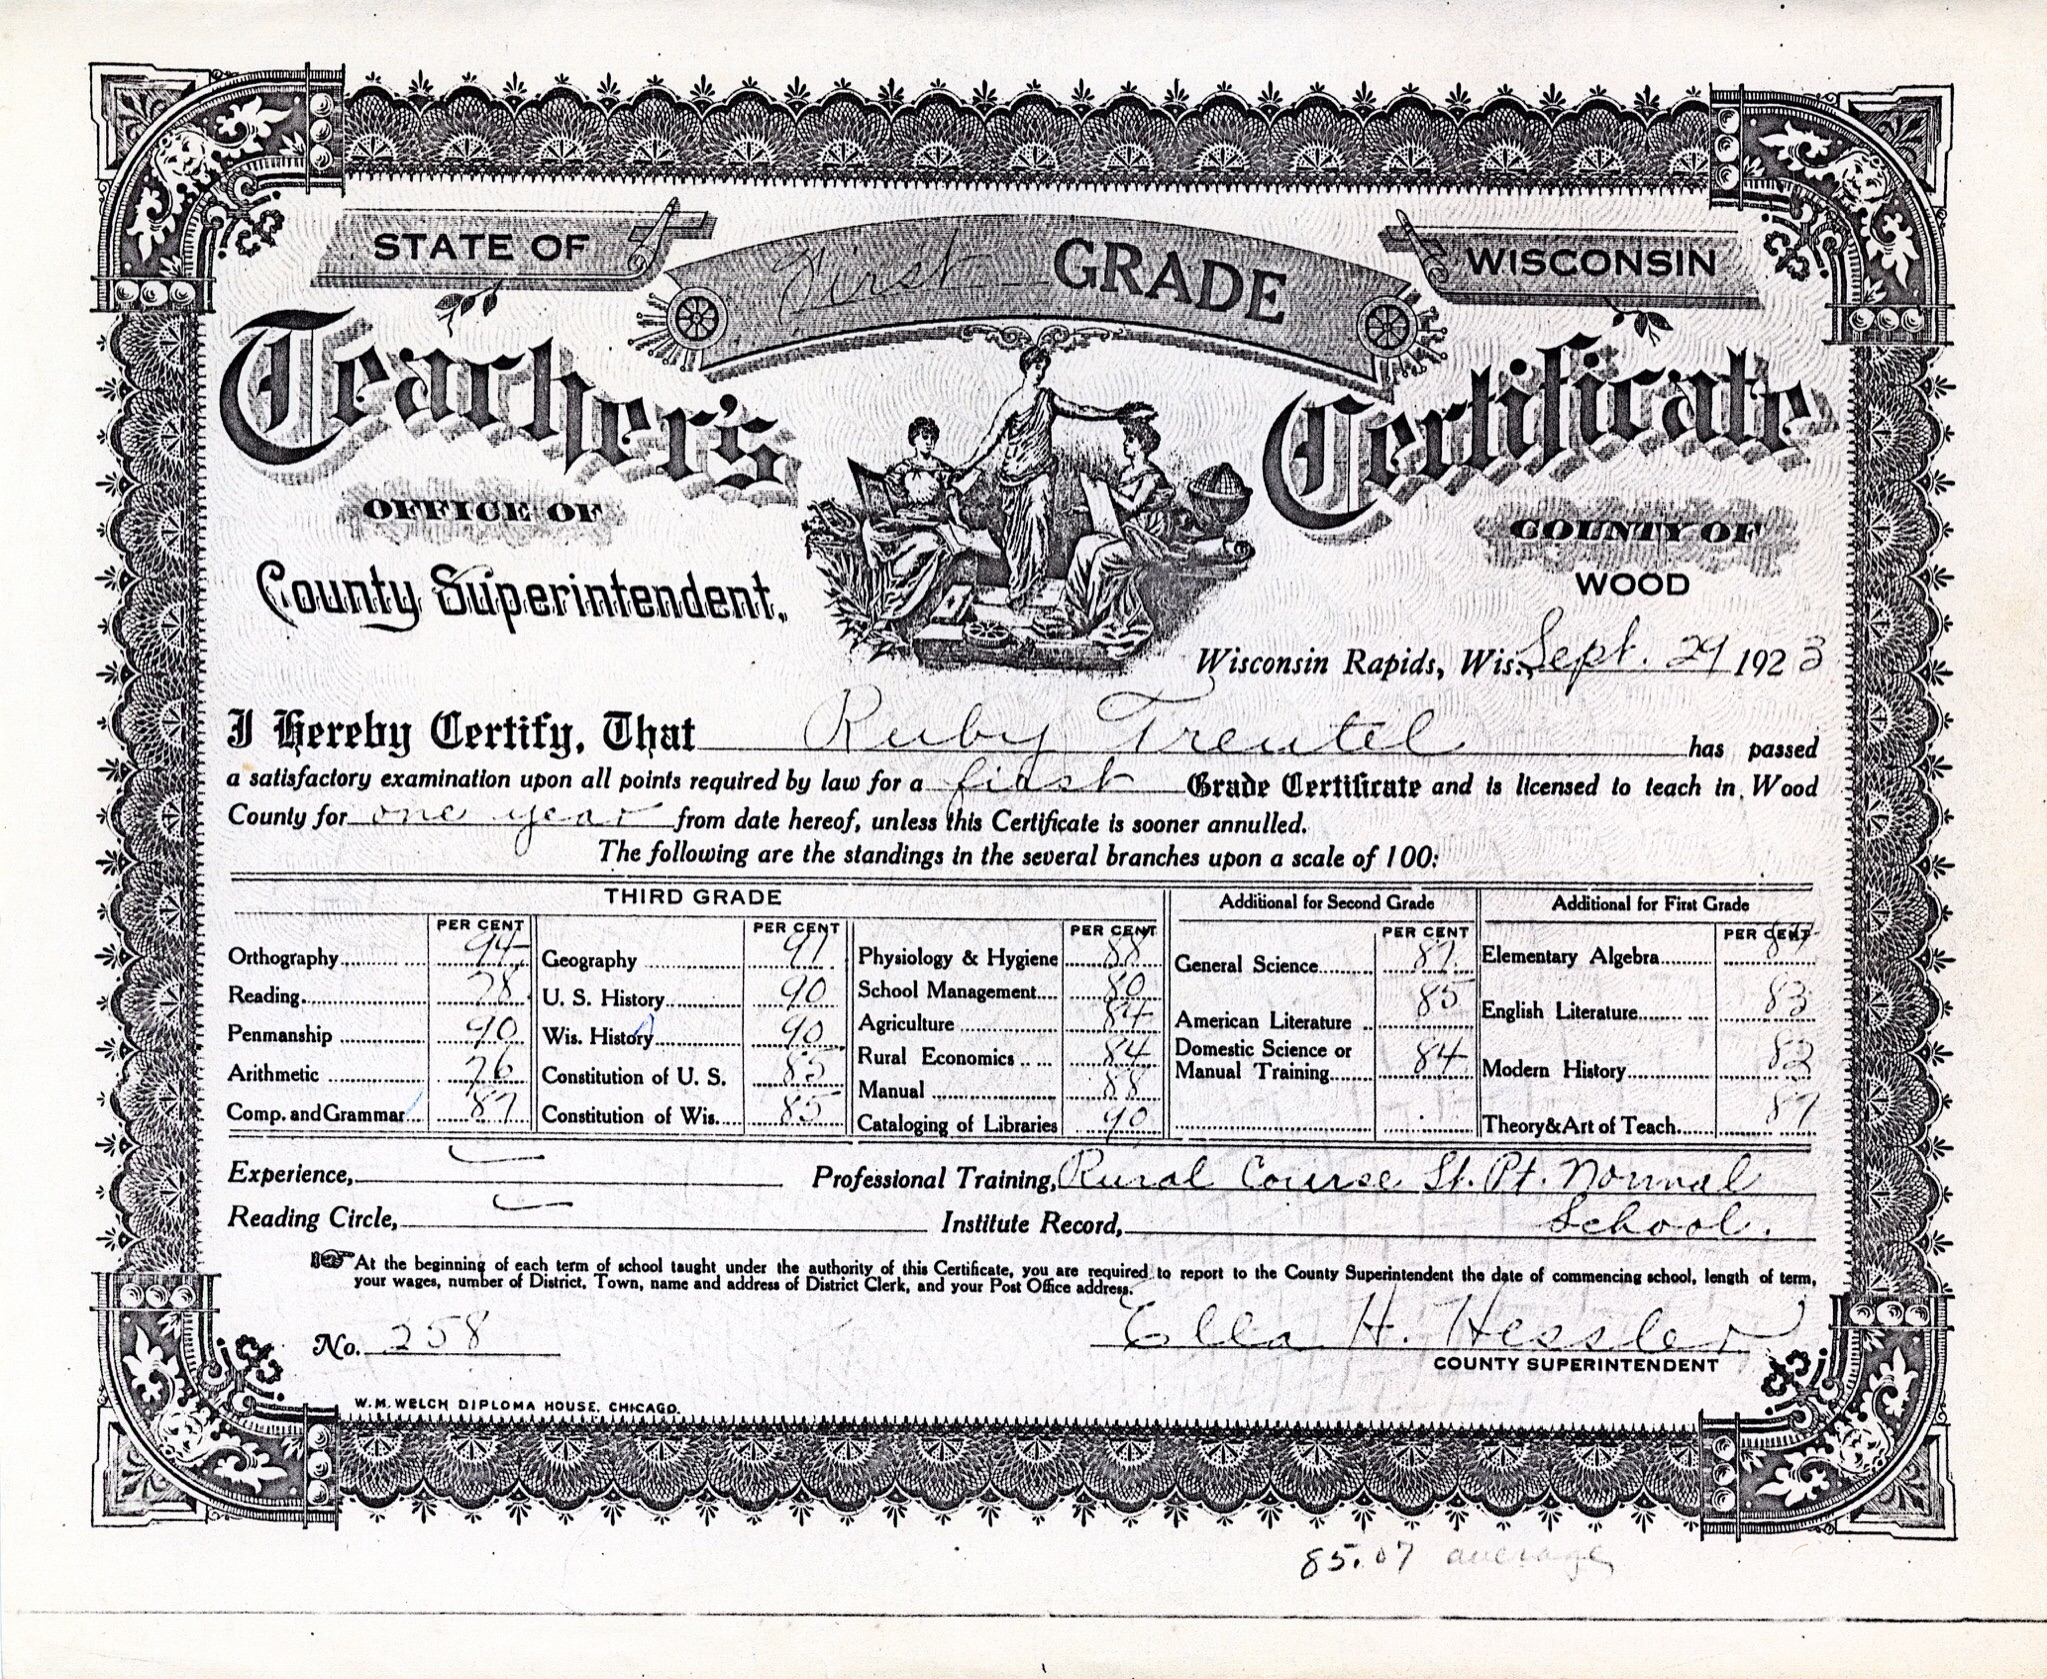 STATE OF First GRADE WISCONSIN
Teacher's Certificate
OFFICE OF
County Superintendent,
COUNTY OF
WOOD
Wisconsin Rapids, Wis., Sept. 29 1923
I Hereby Certify, That Ruby Treutel has passed
a satisfactory examination upon all points required by law for a first Grade Certificate and is licensed to teach in Wood
County for one year from date hereof, unless this Certificate is sooner annulled.
The following are the standings in the several branches upon a scale of 100:
THIRD GRADE
PER CENT
Orthography 94
Reading 78
Penmanship 90
Arithmetic 76
Comp. and Grammar 87
PER CENT
Geography 91
U. S. History 90
Wis. History 90
Constitution of U. S. 85
Constitution of Wis. 85
PER CENT
Physiology & Hygiene 88
School Management 80
Agriculture 84
Rural Economics 84
Manual 88
Cataloging of Libraries 90
Additional for Second Grade
PER CENT
General Science 87
American Literature 85
Domestic Science or
Manual Training 84
Additional for First Grade
PER CENT
Elementary Algebra
English Literature 83
Modern History 83
Theory & Art of Teach. 87
Experience, Professional Training, Rural Course St. Pt. Normal
Reading Circle, Institute Record, School.
At the beginning of each term of school taught under the authority of this Certificate, you are required to report to the County Superintendent the date of commencing school, length of term,
your wages, number of District, Town, name and address of District Clerk, and your Post Office address.
No. 258 Ella H. Hessler
COUNTY SUPERINTENDENT
W. M. WELCH DIPLOMA HOUSE, CHICAGO.
85.07 average